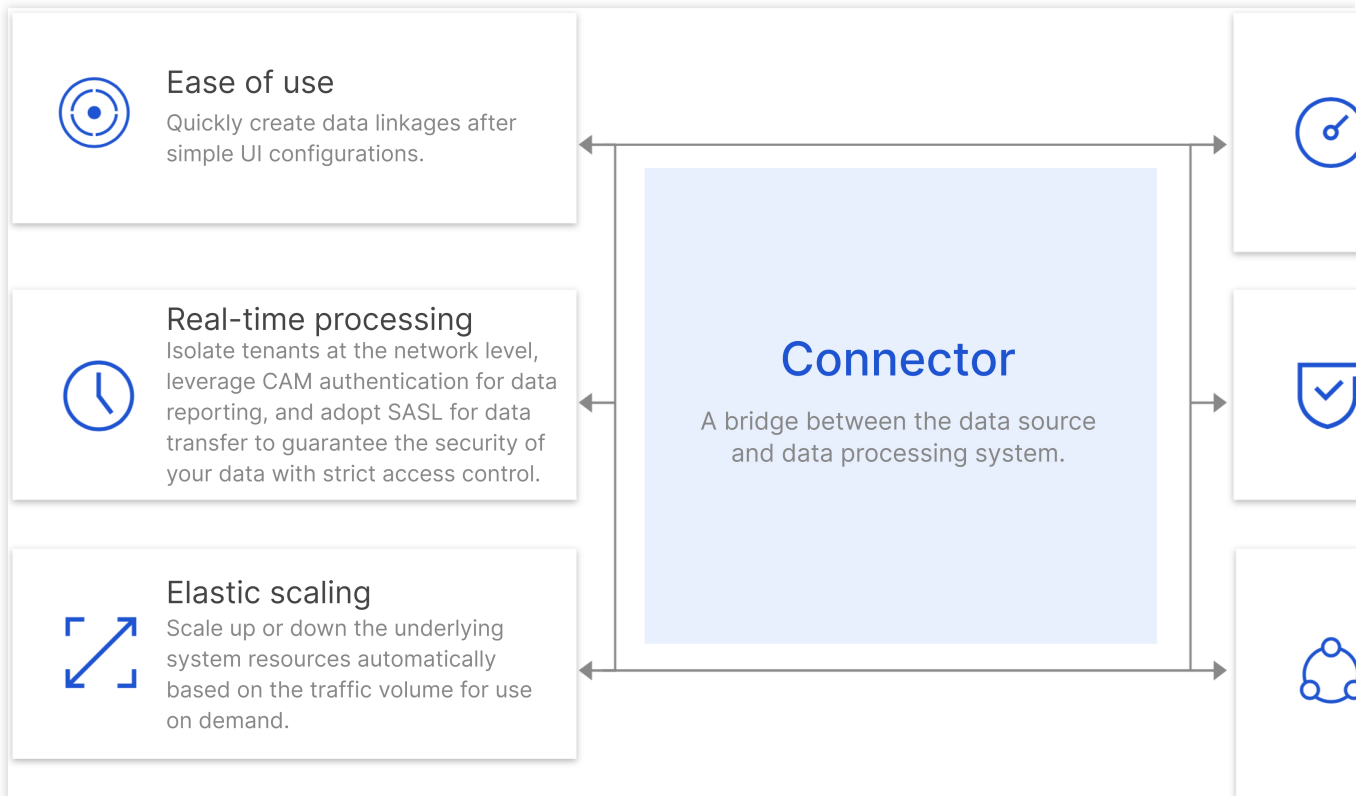 Ease of use
Quickly create data linkages after
simple UI configurations.
Real-time processing
Isolate tenants at the network level,
leverage CAM authentication for data
reporting, and adopt SASL for data
transfer to guarantee the security of
your data with strict access control.
Elastic scaling
Scale up or down the underlying
system resources automatically
based on the traffic volume for use
on demand.
Connector
A bridge between the data source
and data processing system.